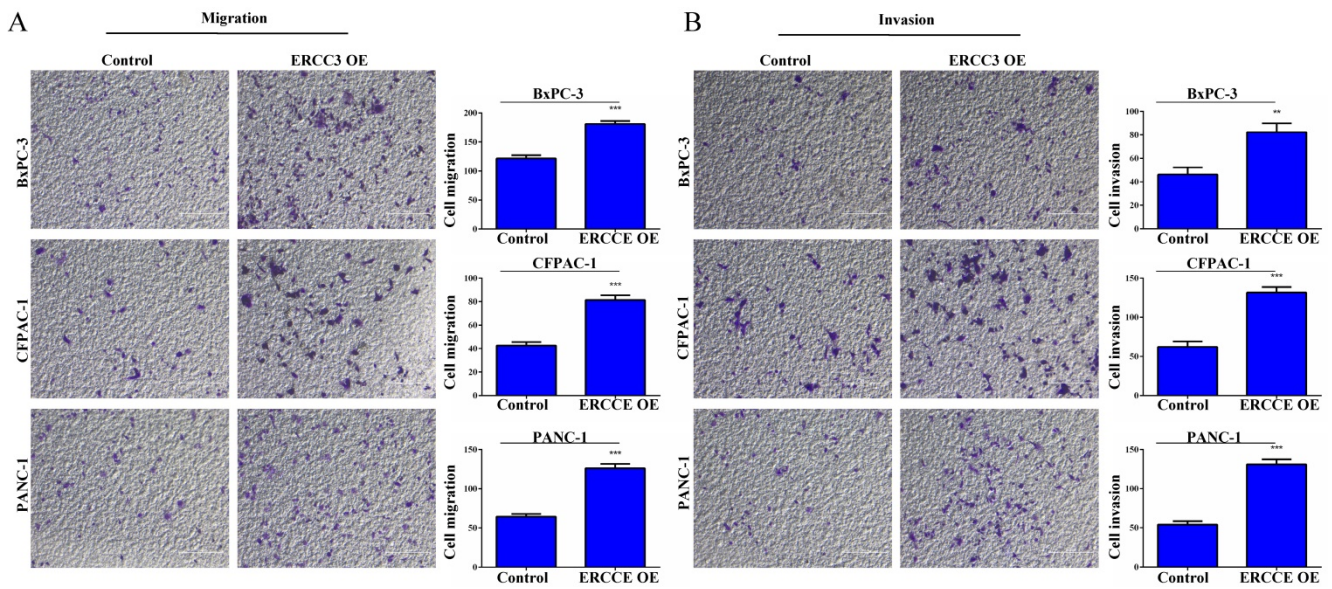 A
Migration
Control
ERCC3 OE
BxPC-3
CFPAC-1
PANC-1
BxPC-3
***
Cell migration
200
150
100
50
0
Control
ERCCE OE
CFPAC-1
***
Cell migration
80
60
40
20
0
Control
ERCCE OE
PANC-1
***
Cell migration
150
100
50
0
Control
ERCCE OE
B
Invasion
Control
ERCC3 OE
BxPC-3
CFPAC-1
PANC-1
BxPC-3
**
Cell invasion
100
80
60
40
20
0
Control
ERCCE OE
CFPAC-1
***
Cell invasion
150
100
50
0
Control
ERCCE OE
PANC-1
***
Cell invasion
150
100
50
0
Control
ERCCE OE